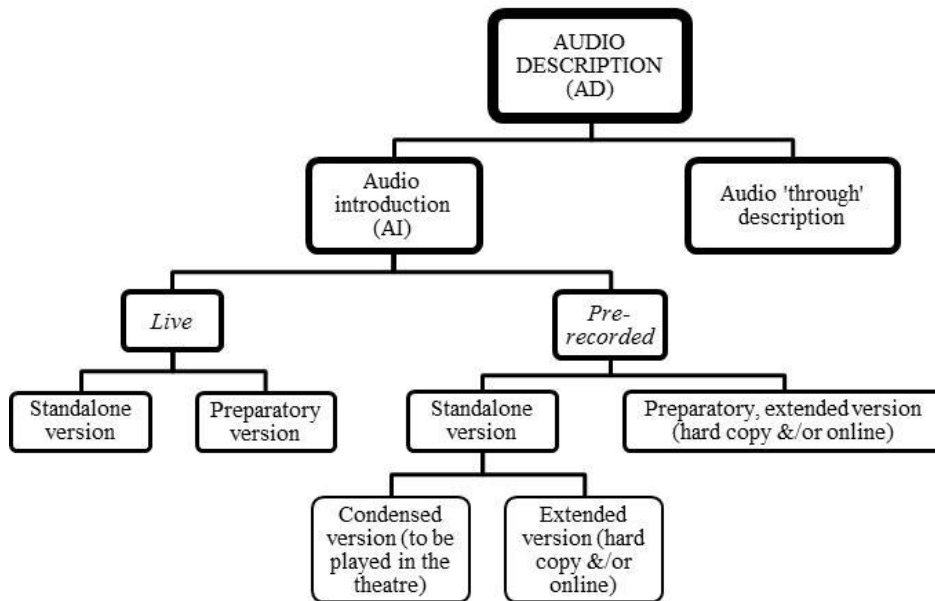 AUDIO
DESCRIPTION
(AD)
Audio
introduction
(AI)
Audio 'through'
description
Live
Pre-
recorded
Standalone
version
Preparatory
version
Standalone
version
Preparatory, extended version
(hard copy &/or online)
Condensed
version (to be
played in the
theatre)
Extended
version (hard
copy &/or
online)